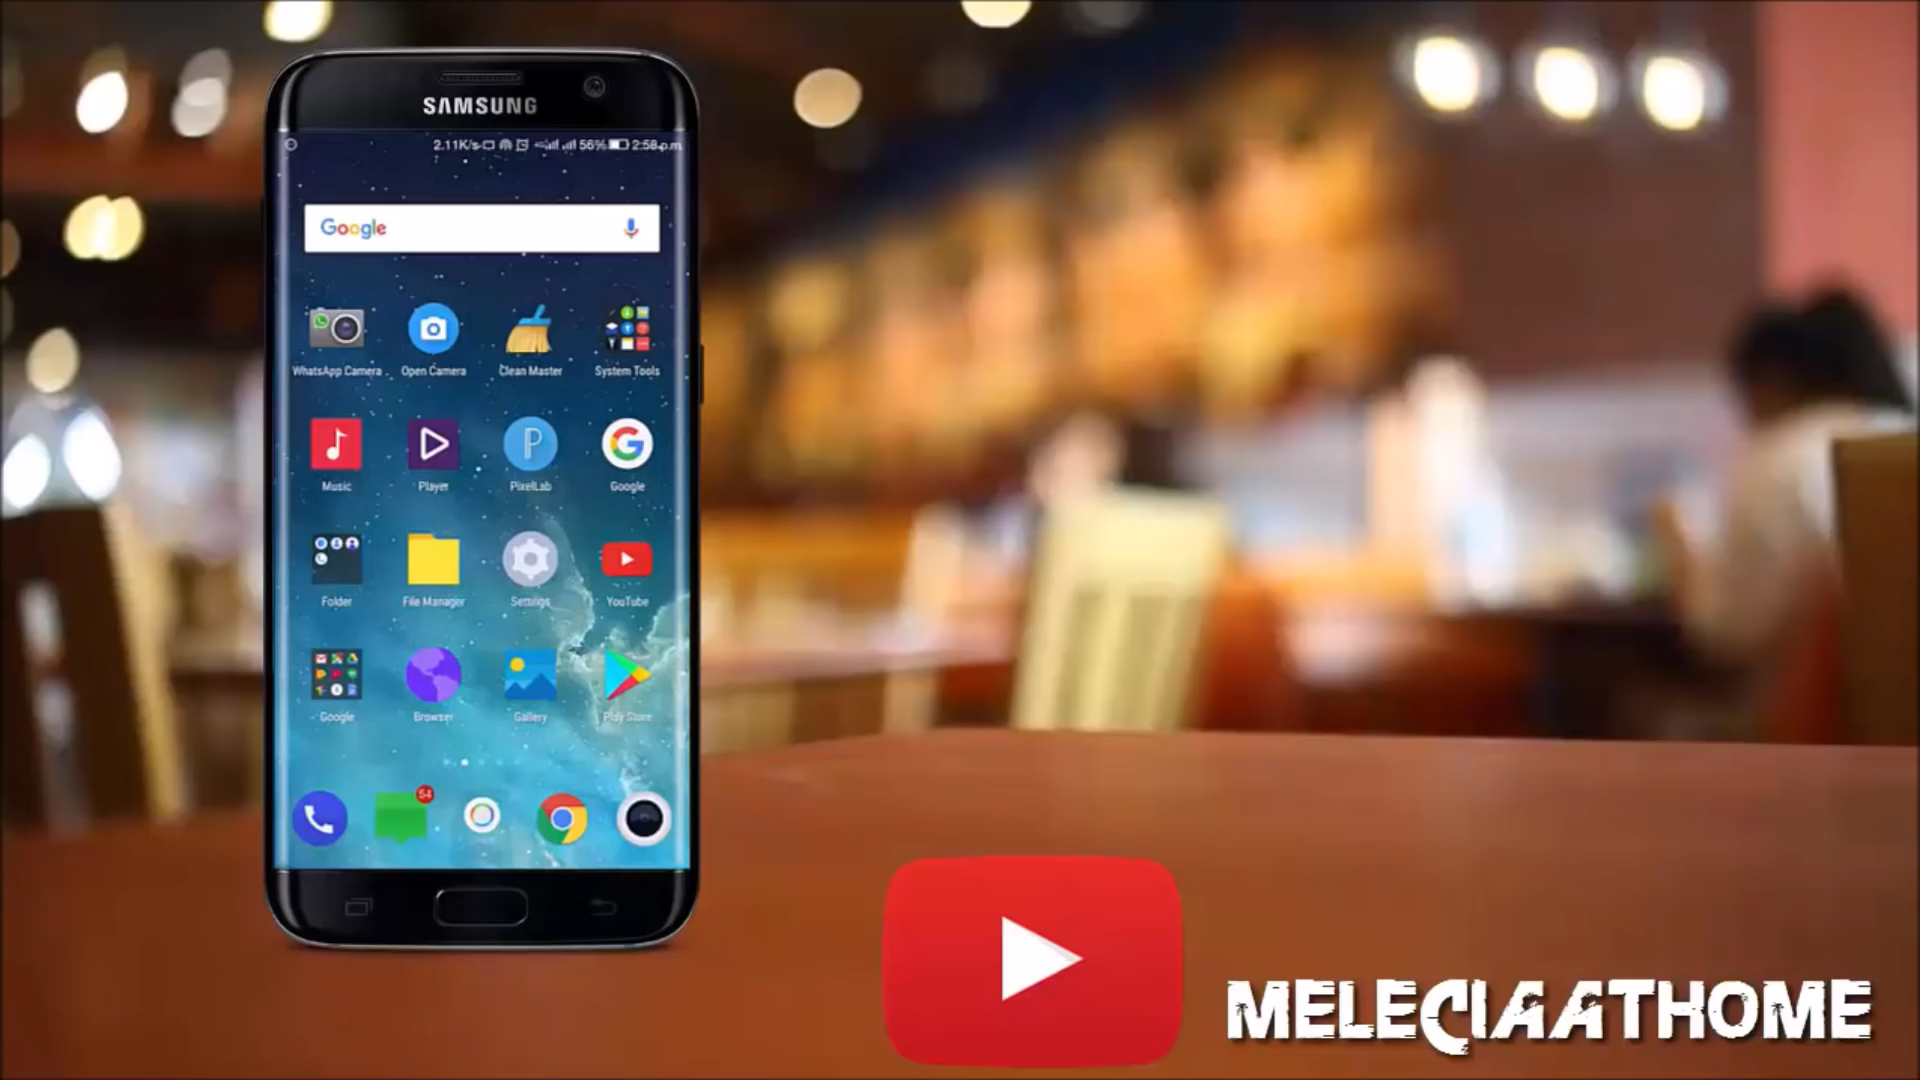 SAMSUNG
2.11K/s 56% 2:58 p.m.
Google
WhatsApp Camera Open Camera Clean Master System Tools
Music Player PixelLab Google
Folder File Manager Settings YouTube
Google Browser Gallery Play Store
54
MELECIAATHOME